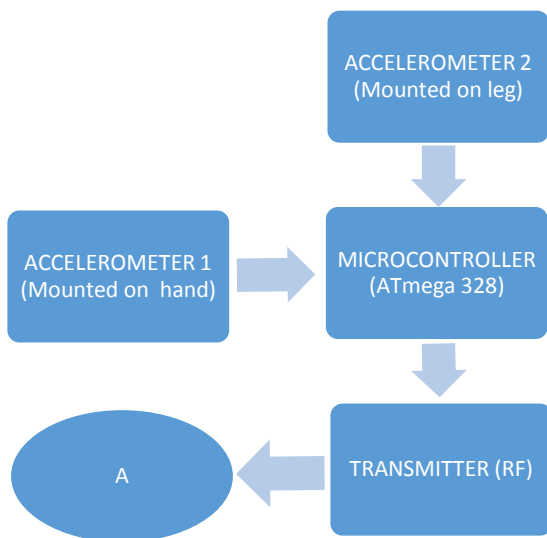 ACCELEROMETER 2
(Mounted on leg)
ACCELEROMETER 1
(Mounted on hand)
MICROCONTROLLER
(ATmega 328)
A
TRANSMITTER (RF)